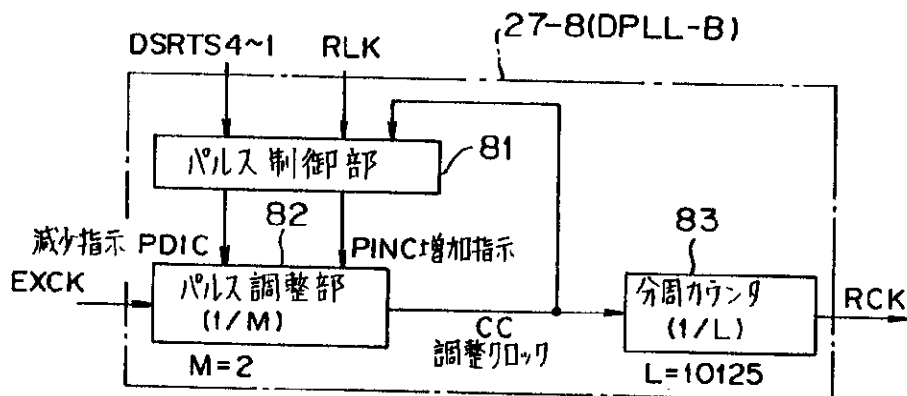 27-8(DPLL-B)
DSRTS4~1 RLK
パルス制御部
81
82
減少指示 PDIC
PINC増加指示
83
EXCK
パルス調整部
(1/M)
分周カウンタ
(1/L)
RCK
CC
調整クロック
M=2
L=10125